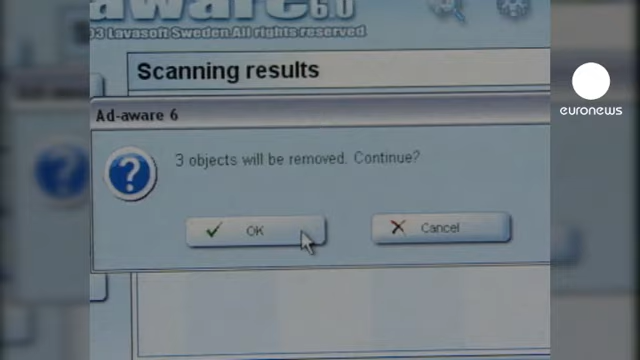 aware 6.0
03 Lavasoft Sweden. All rights reserved.
Scanning results
Ad-aware 6
3 objects will be removed. Continue?
OK
Cancel
euronews